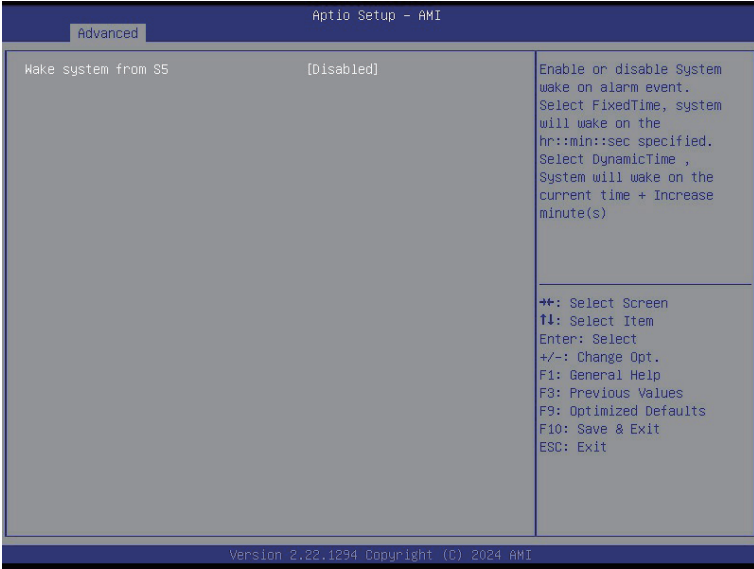 Aptio Setup – AMI
Advanced
Wake system from S5 [Disabled]
Enable or disable System
wake on alarm event.
Select FixedTime, system
will wake on the
hr::min::sec specified.
Select DynamicTime ,
System will wake on the
current time + Increase
minute(s)
→←: Select Screen
↑↓: Select Item
Enter: Select
+/-: Change Opt.
F1: General Help
F3: Previous Values
F9: Optimized Defaults
F10: Save & Exit
ESC: Exit
Version 2.22.1294 Copyright (C) 2024 AMI